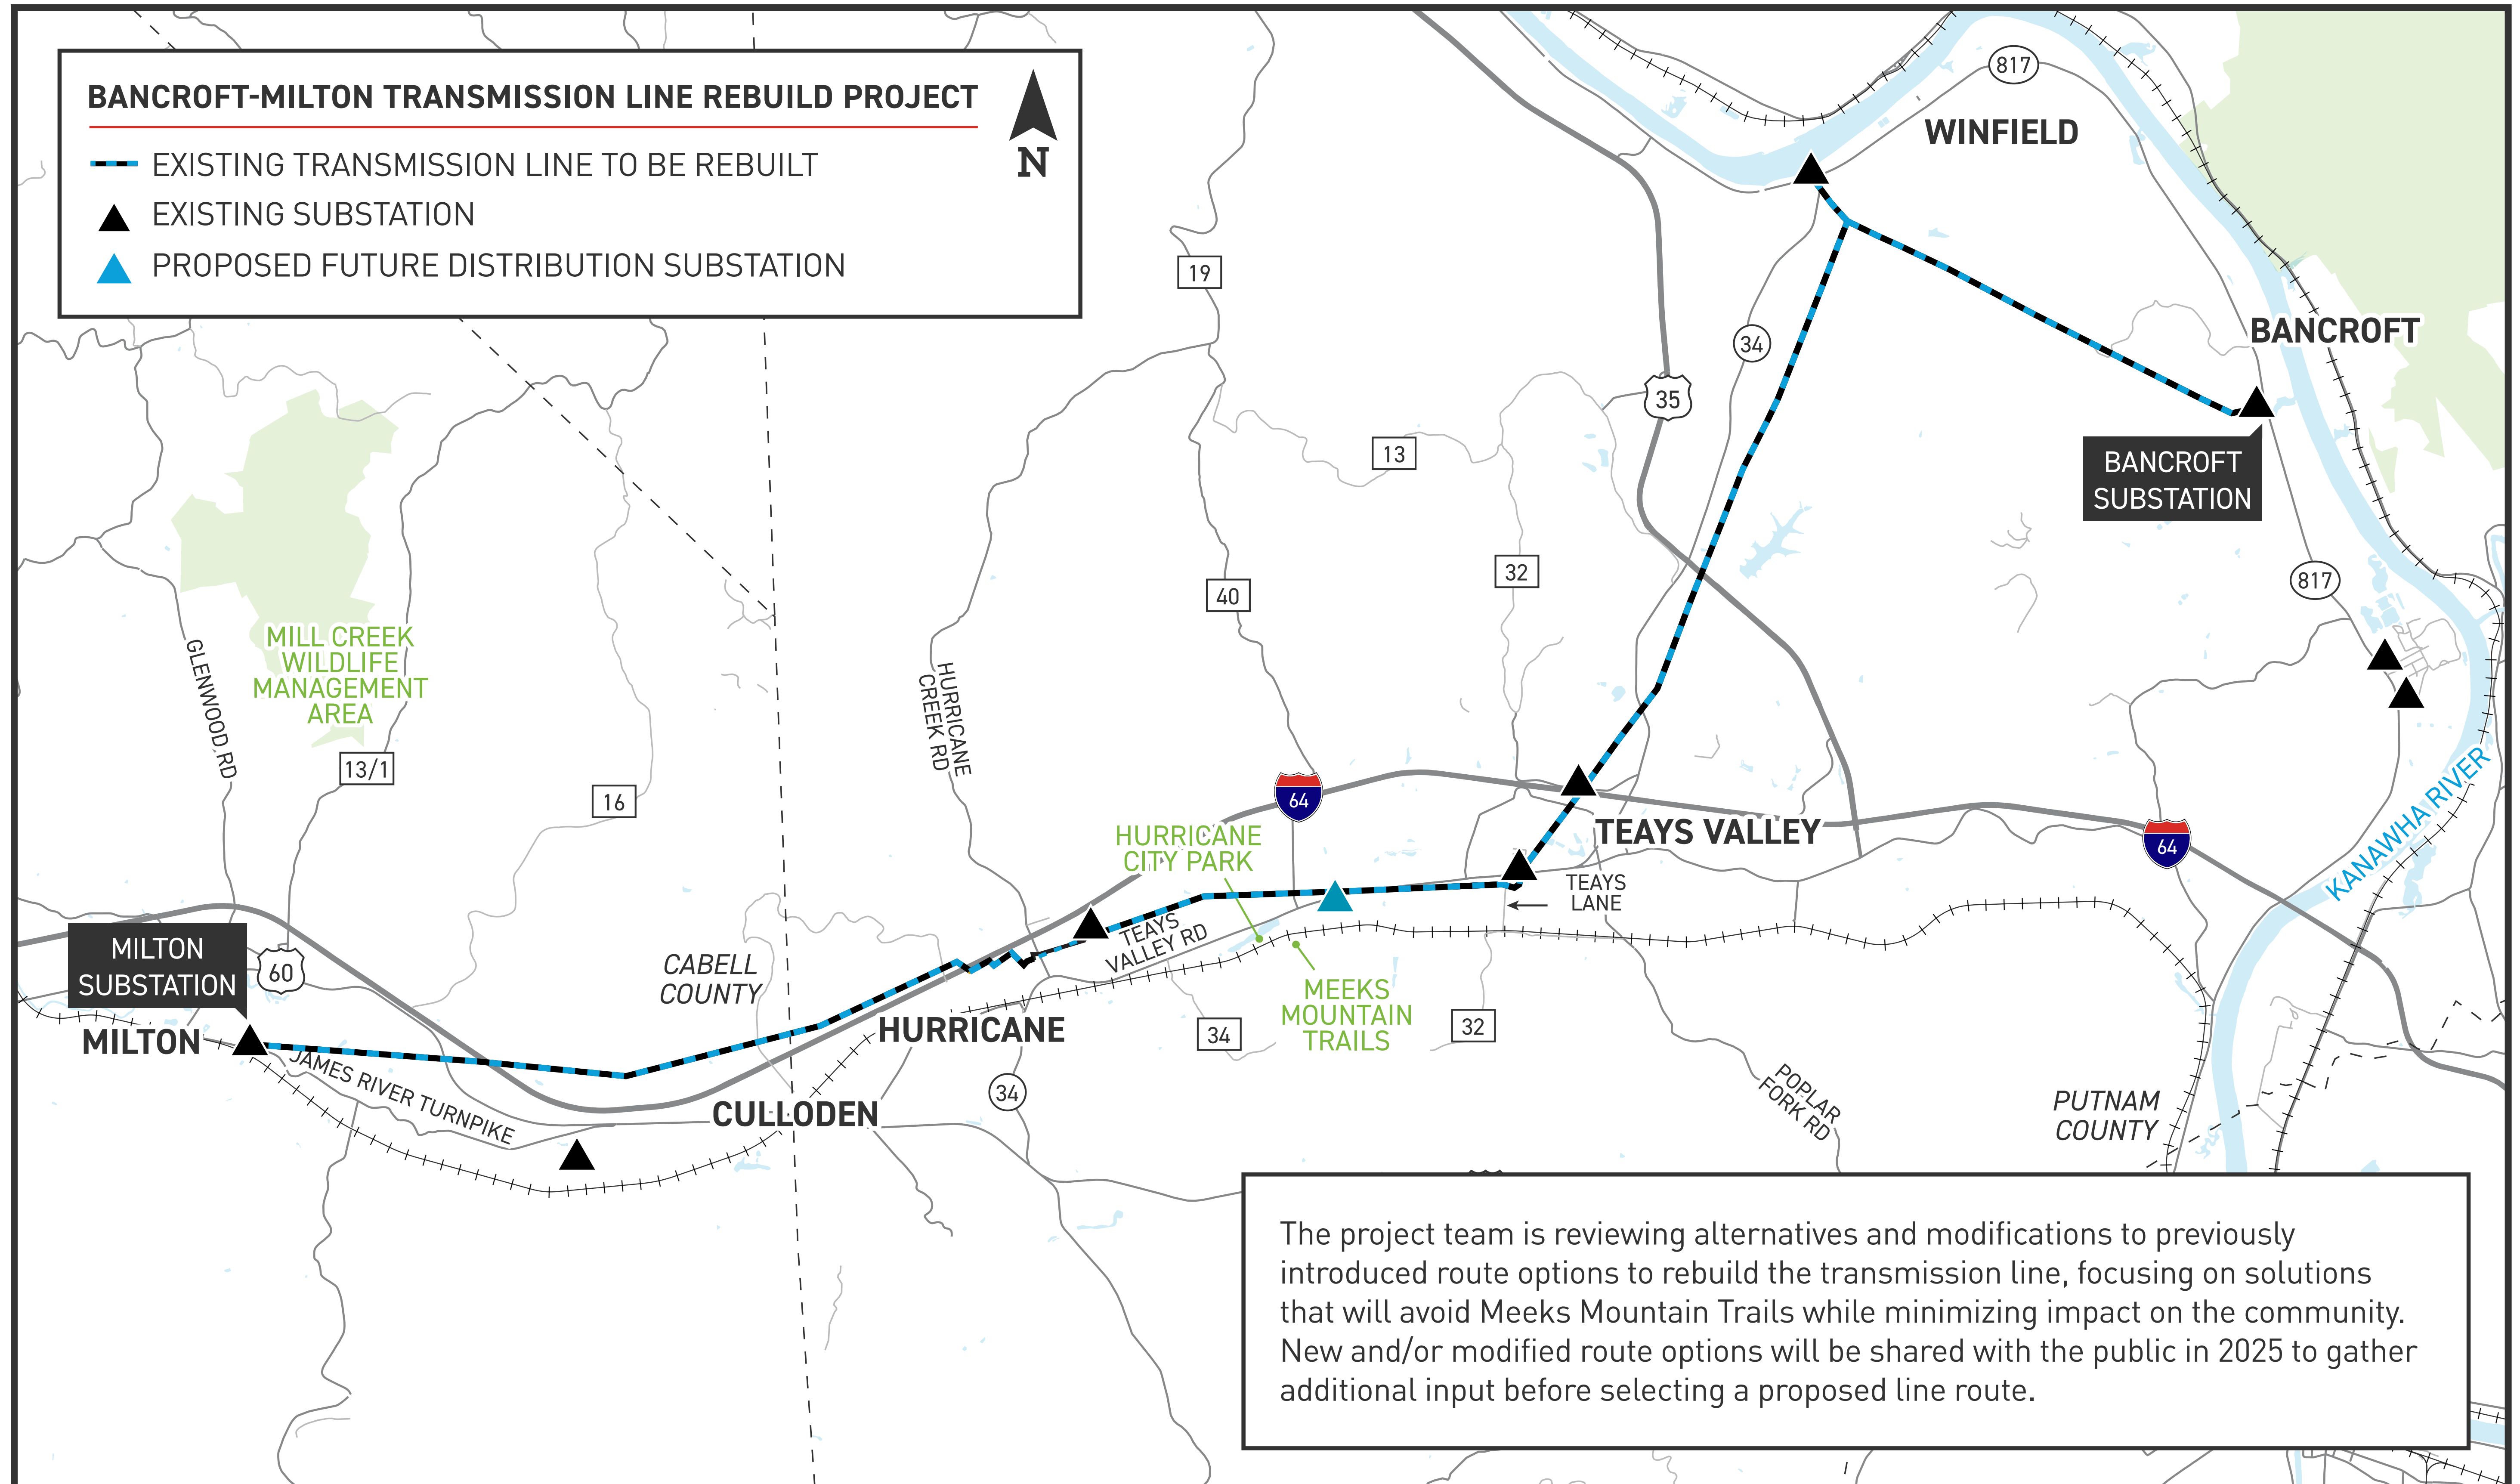 BANCROFT-MILTON TRANSMISSION LINE REBUILD PROJECT
EXISTING TRANSMISSION LINE TO BE REBUILT
EXISTING SUBSTATION
PROPOSED FUTURE DISTRIBUTION SUBSTATION
N
817
WINFIELD
19
34
35
BANCROFT
13
BANCROFT
SUBSTATION
32
40
817
MILL CREEK
WILDLIFE
MANAGEMENT
AREA
GLENWOOD RD
HURRICANE
CREEK RD
13/1
16
64
KANAWHA RIVER
TEAYS VALLEY
HURRICANE
CITY PARK
64
TEAYS
LANE
TEAYS
VALLEY RD
MILTON
SUBSTATION
60
CABELL
COUNTY
MEEKS
MOUNTAIN
TRAILS
MILTON
HURRICANE
34
32
JAMES RIVER TURNPIKE
34
CULLODEN
POPLAR
FORK RD
PUTNAM
COUNTY
The project team is reviewing alternatives and modifications to previously
introduced route options to rebuild the transmission line, focusing on solutions
that will avoid Meeks Mountain Trails while minimizing impact on the community.
New and/or modified route options will be shared with the public in 2025 to gather
additional input before selecting a proposed line route.